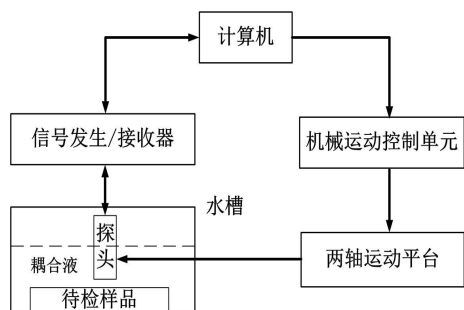 计算机
信号发生/接收器
机械运动控制单元
水槽
探头
耦合液
两轴运动平台
待检样品